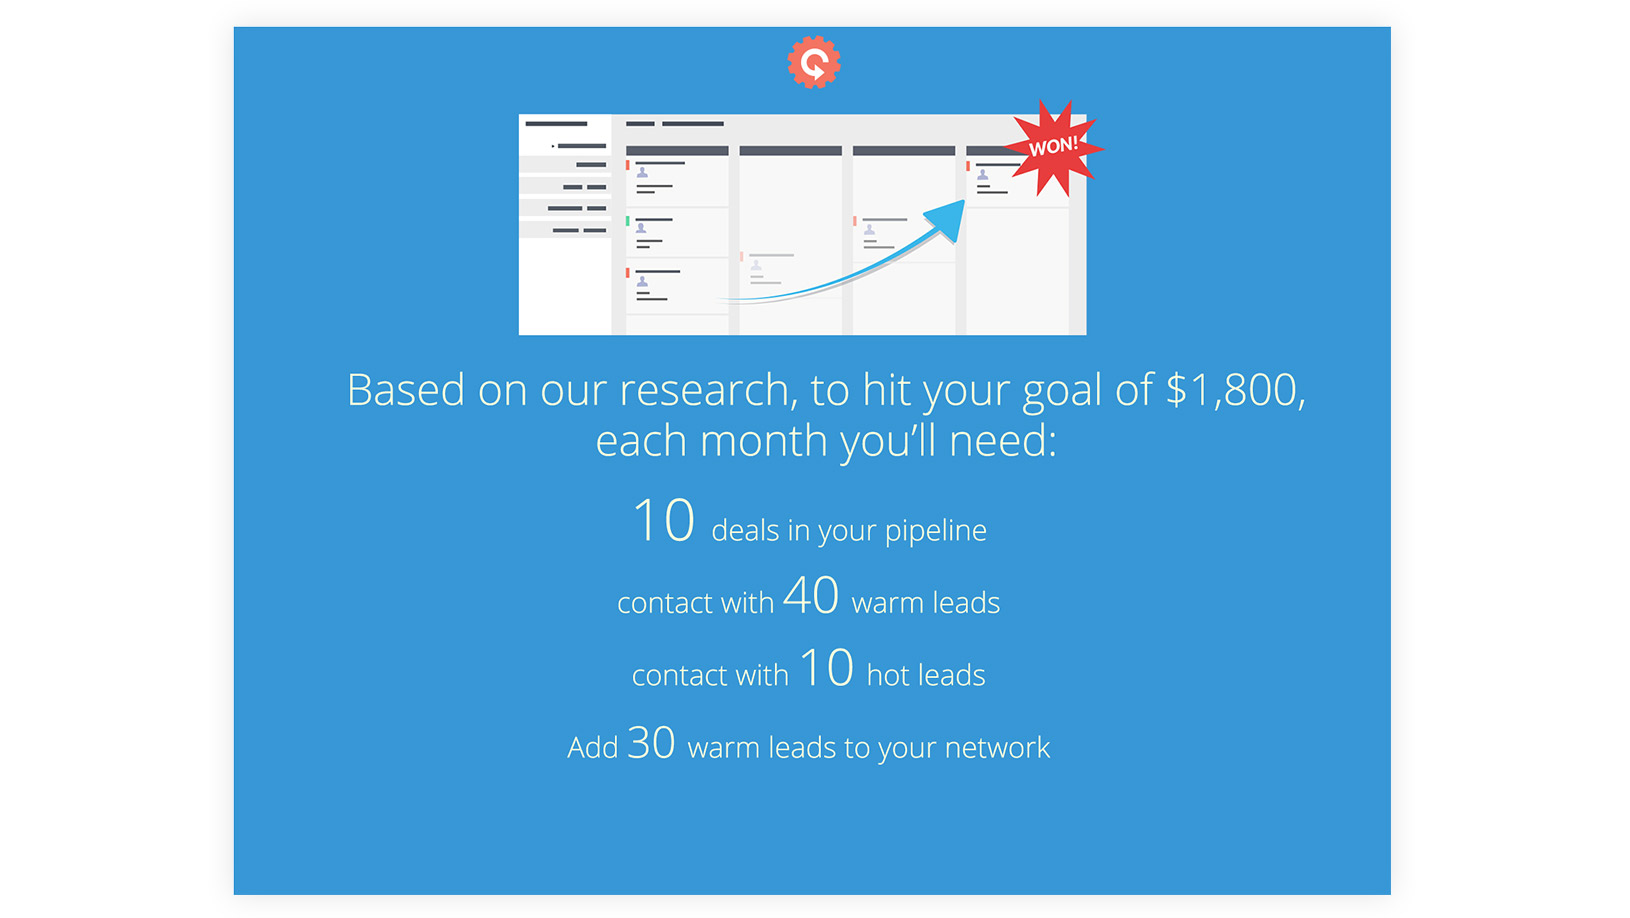 WON!
Based on our research, to hit your goal of $1,800,
each month you’ll need:
10 deals in your pipeline
contact with 40 warm leads
contact with 10 hot leads
Add 30 warm leads to your network